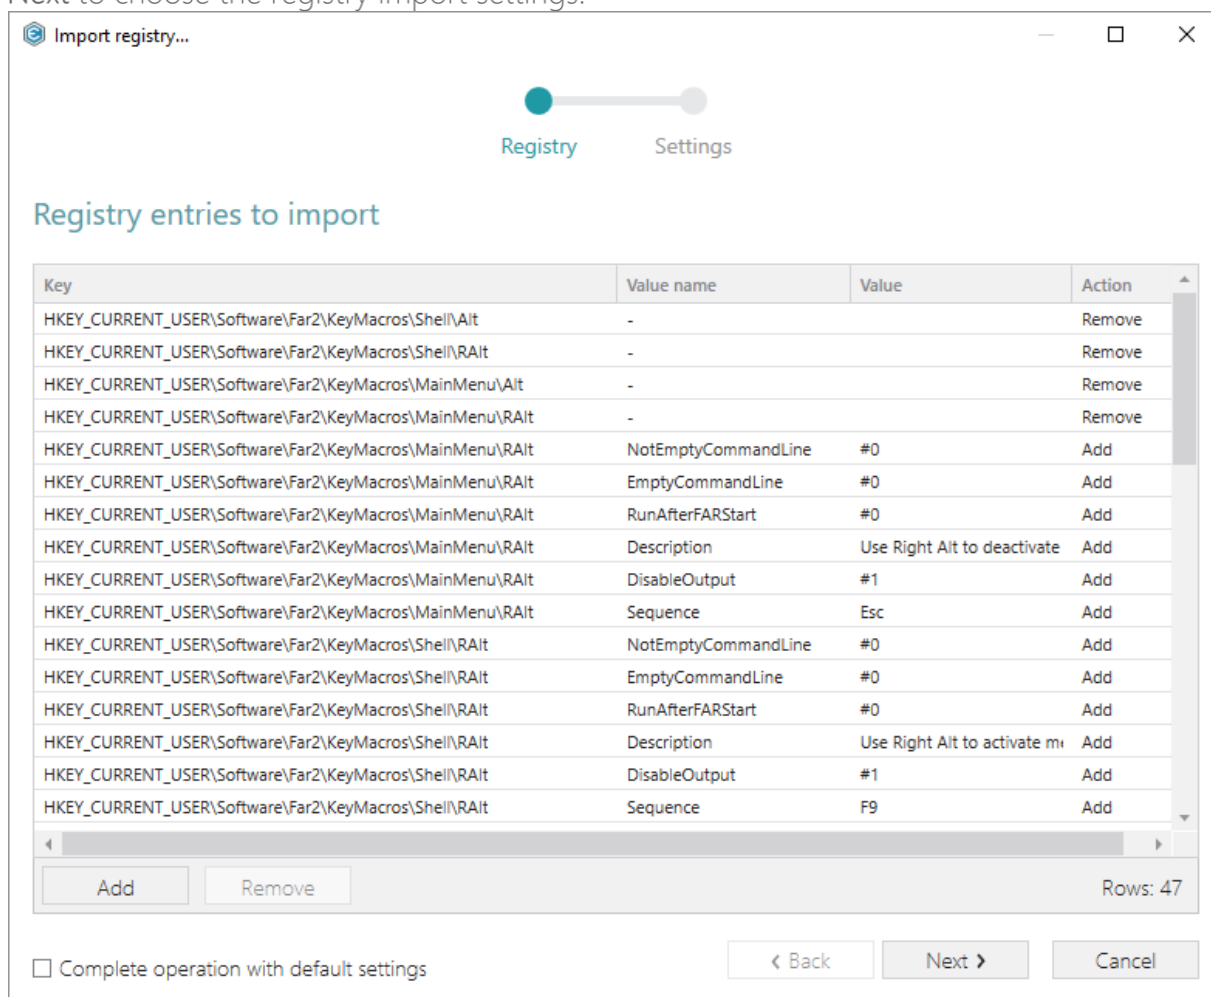 Next to choose the registry import settings.
Import registry...
Registry Settings
Registry entries to import
Key Value name Value Action
HKEY_CURRENT_USER\Software\Far2\KeyMacros\Shell\Alt - Remove
HKEY_CURRENT_USER\Software\Far2\KeyMacros\Shell\RAlt - Remove
HKEY_CURRENT_USER\Software\Far2\KeyMacros\MainMenu\Alt - Remove
HKEY_CURRENT_USER\Software\Far2\KeyMacros\MainMenu\RAlt - Remove
HKEY_CURRENT_USER\Software\Far2\KeyMacros\MainMenu\RAlt NotEmptyCommandLine #0 Add
HKEY_CURRENT_USER\Software\Far2\KeyMacros\MainMenu\RAlt EmptyCommandLine #0 Add
HKEY_CURRENT_USER\Software\Far2\KeyMacros\MainMenu\RAlt RunAfterFARStart #0 Add
HKEY_CURRENT_USER\Software\Far2\KeyMacros\MainMenu\RAlt Description Use Right Alt to deactivate Add
HKEY_CURRENT_USER\Software\Far2\KeyMacros\MainMenu\RAlt DisableOutput #1 Add
HKEY_CURRENT_USER\Software\Far2\KeyMacros\MainMenu\RAlt Sequence Esc Add
HKEY_CURRENT_USER\Software\Far2\KeyMacros\Shell\RAlt NotEmptyCommandLine #0 Add
HKEY_CURRENT_USER\Software\Far2\KeyMacros\Shell\RAlt EmptyCommandLine #0 Add
HKEY_CURRENT_USER\Software\Far2\KeyMacros\Shell\RAlt RunAfterFARStart #0 Add
HKEY_CURRENT_USER\Software\Far2\KeyMacros\Shell\RAlt Description Use Right Alt to activate Add
HKEY_CURRENT_USER\Software\Far2\KeyMacros\Shell\RAlt DisableOutput #1 Add
HKEY_CURRENT_USER\Software\Far2\KeyMacros\Shell\RAlt Sequence F9 Add
Add Remove Rows: 47
Complete operation with default settings Back Next Cancel